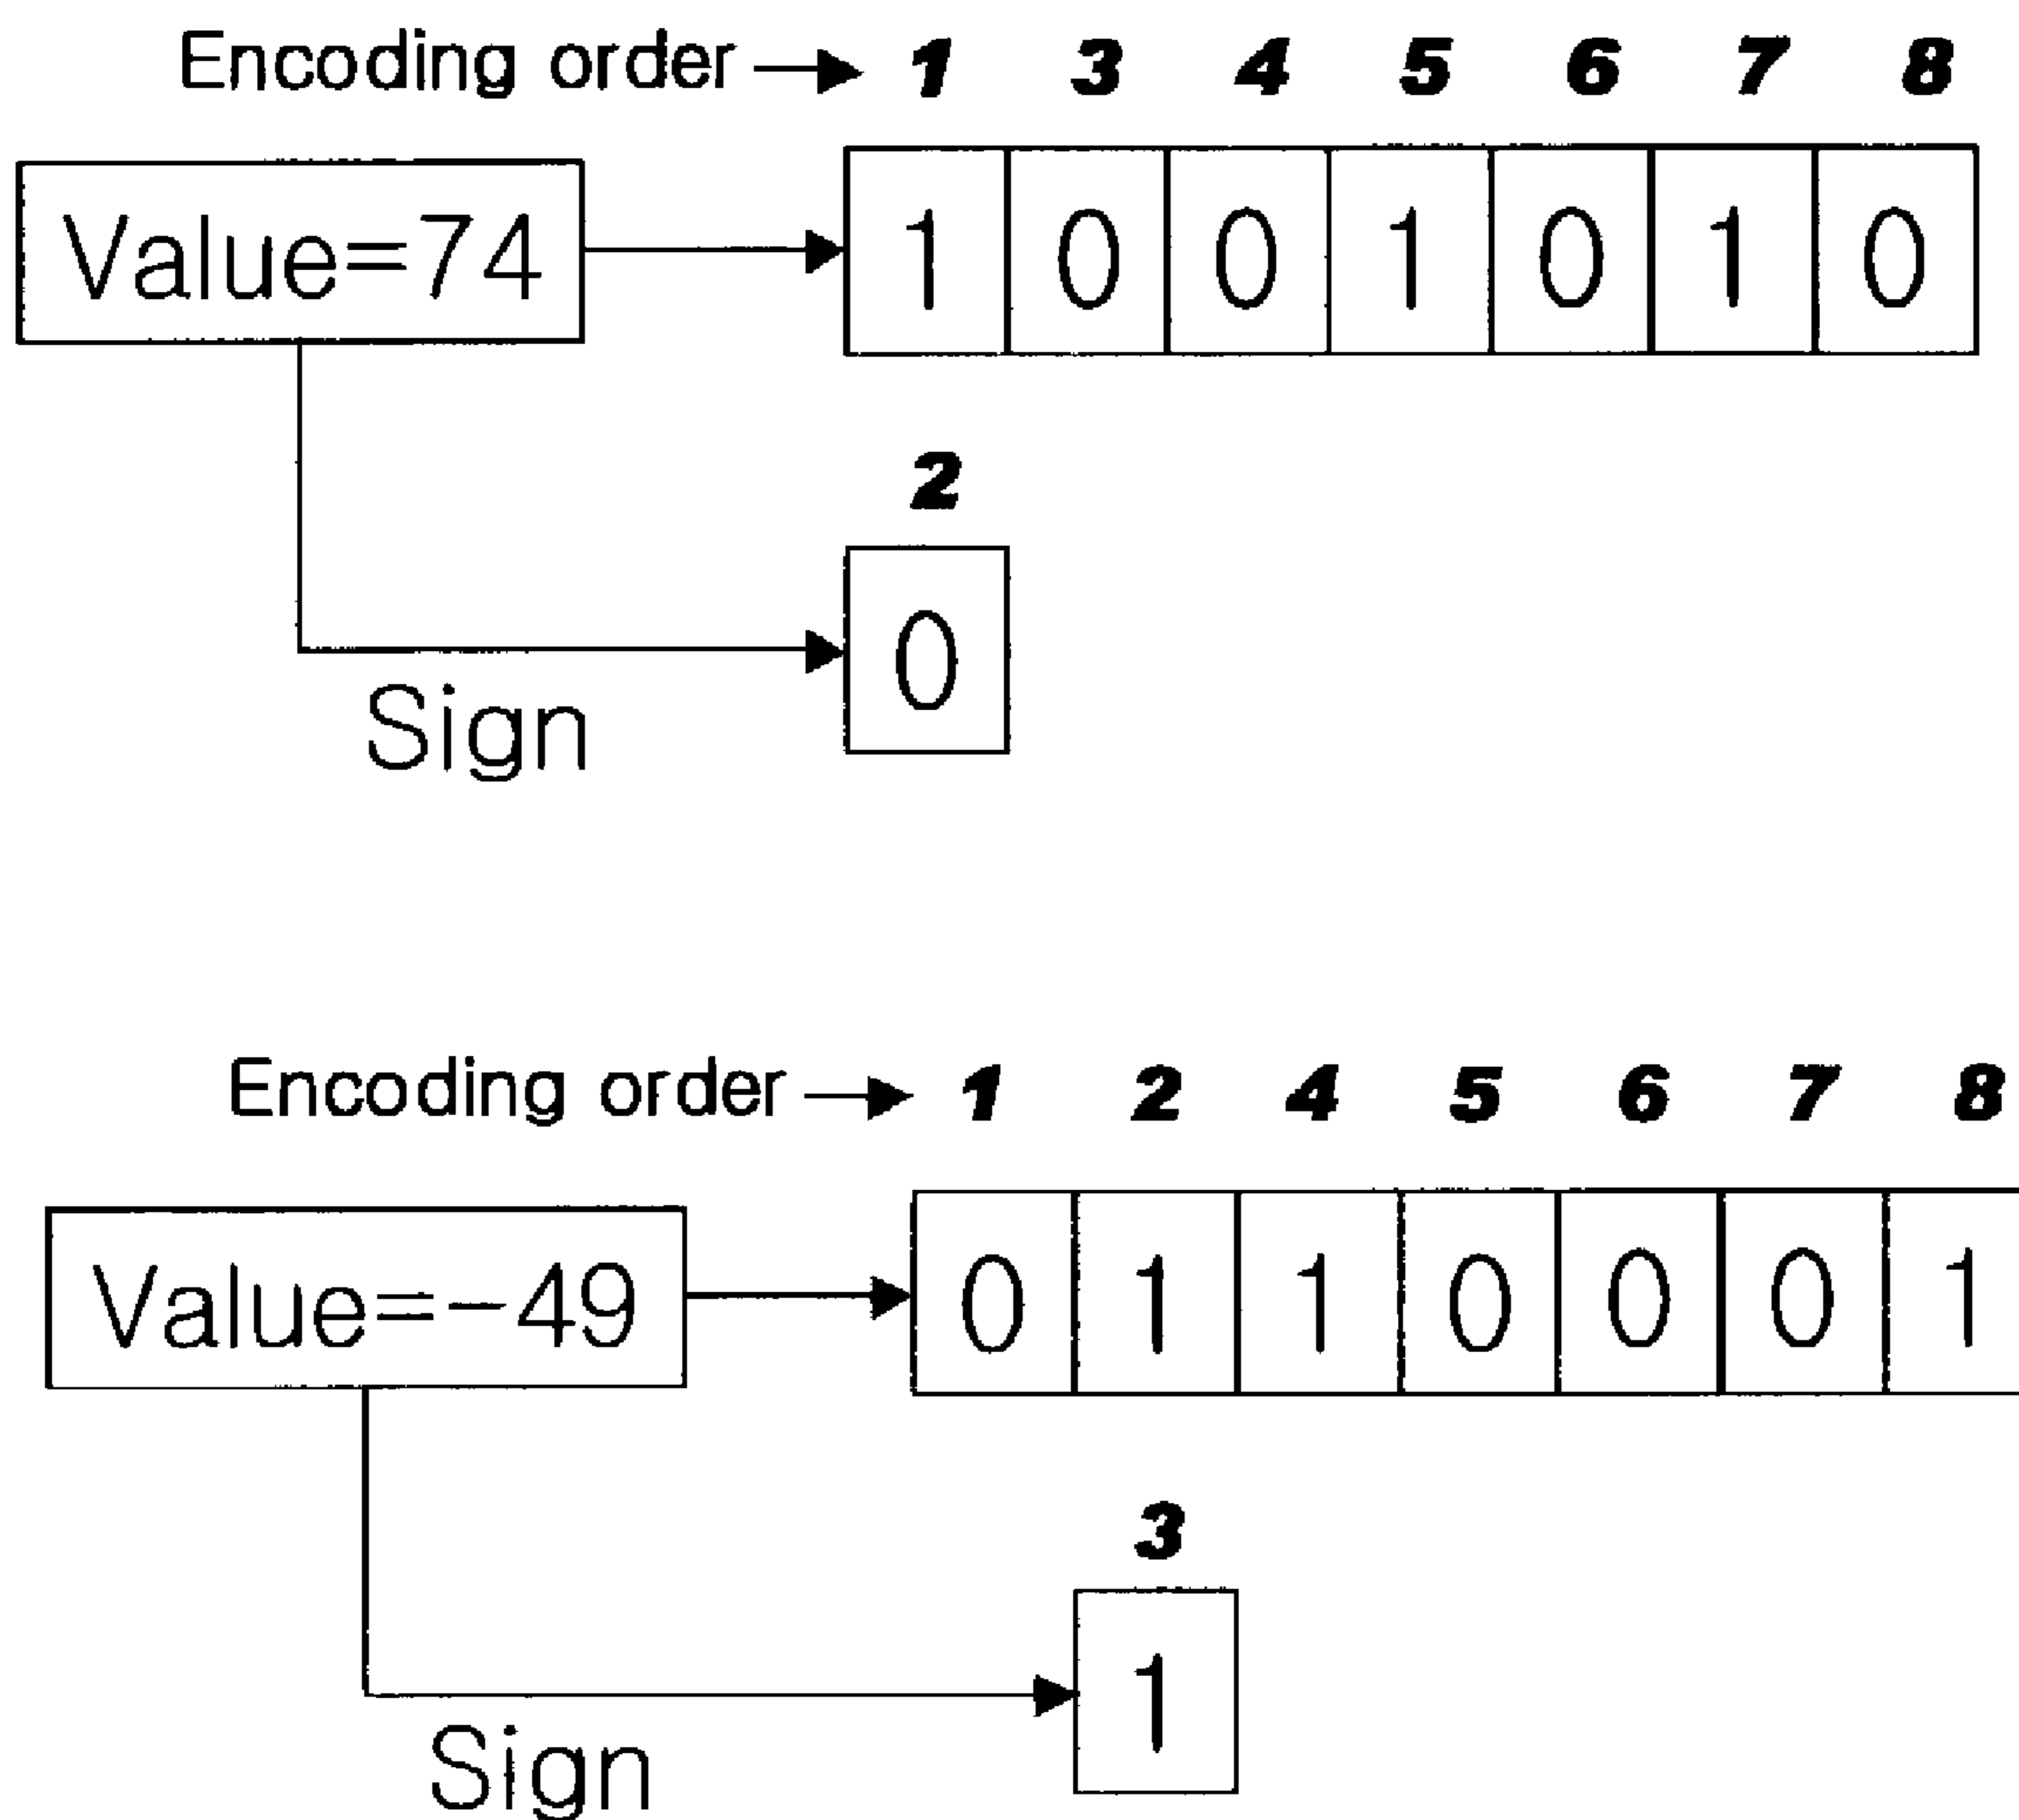 Encoding order 1 3 4 5 6 7 8
Value=74 1 0 0 1 0 1 0
2
0
Sign
Encoding order 1 2 4 5 6 7 8
Value=-49 0 1 1 0 0 0 1
3
1
Sign